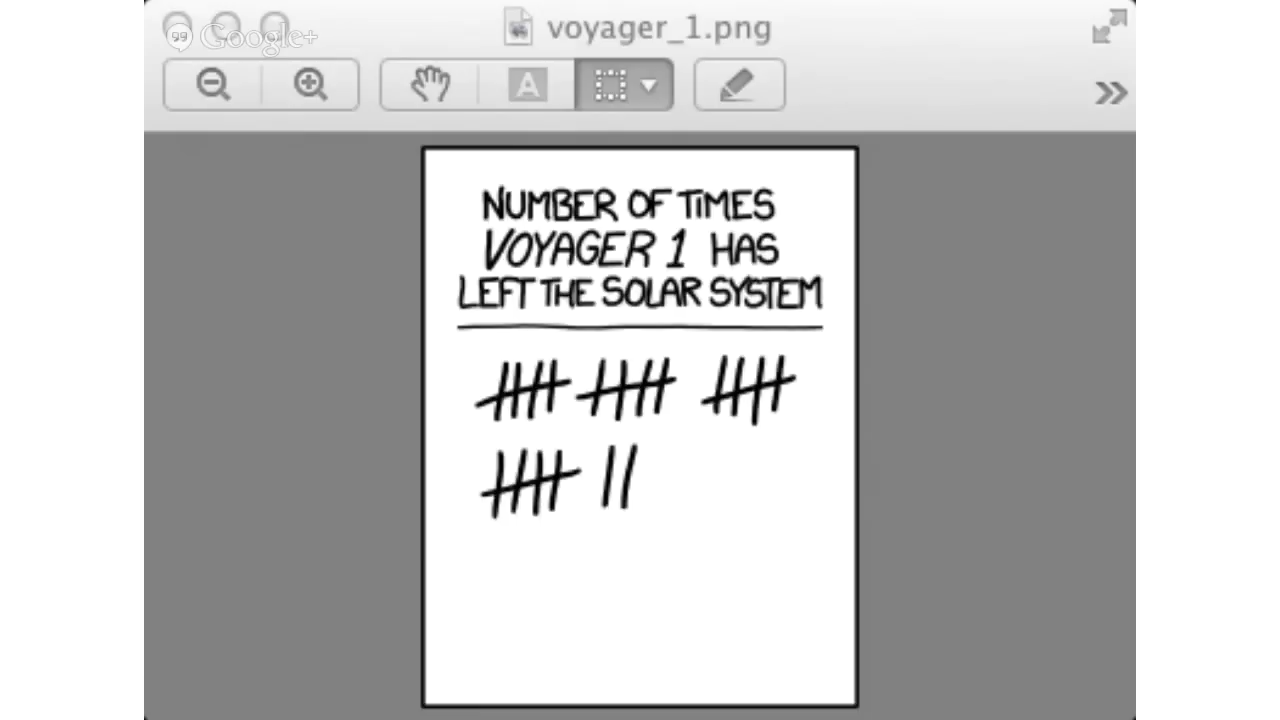 Google+
voyager_1.png
A
NUMBER OF TIMES
VOYAGER 1 HAS
LEFT THE SOLAR SYSTEM